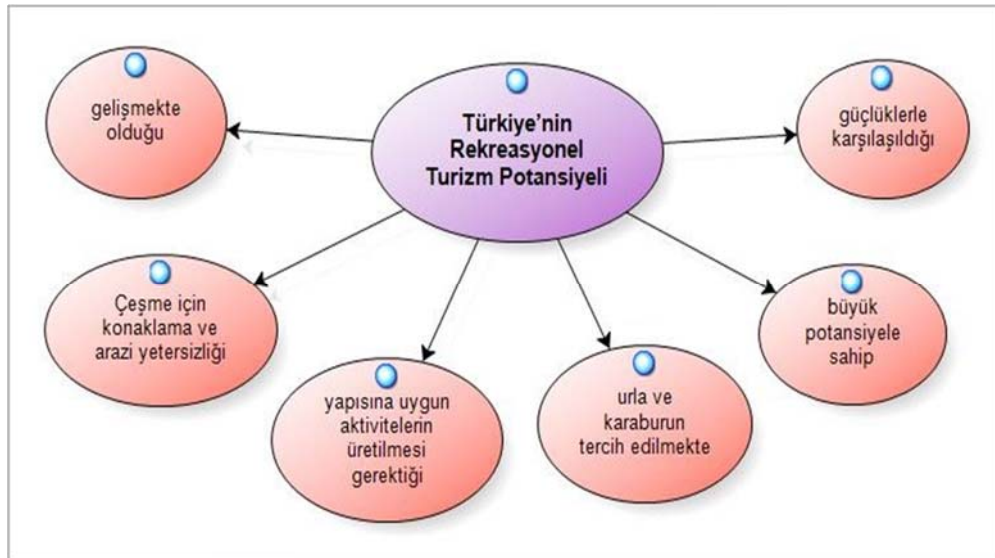 Türkiye'nin
Rekreasyonel
Turizm Potansiyeli
gelişmekte
olduğu
güçlüklerle
karşılaşıldığı
Çeşme için
konaklama ve
arazi yetersizliği
yapısına uygun
aktivitelerin
üretilmesi
gerektiği
urla ve
karaburun
tercih edilmekte
büyük
potansiyele
sahip